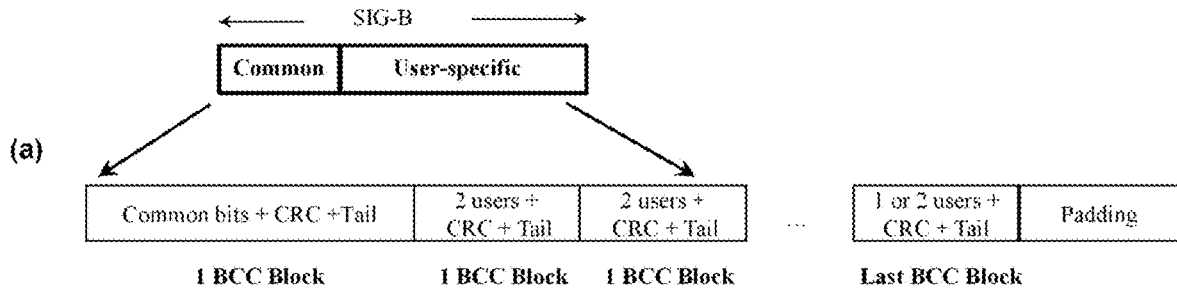 SIG-B
Common User-specific
(a)
Common bits + CRC +Tail 2 users + CRC + Tail 2 users + CRC + Tail ... 1 or 2 users + CRC + Tail Padding
1 BCC Block 1 BCC Block 1 BCC Block Last BCC Block